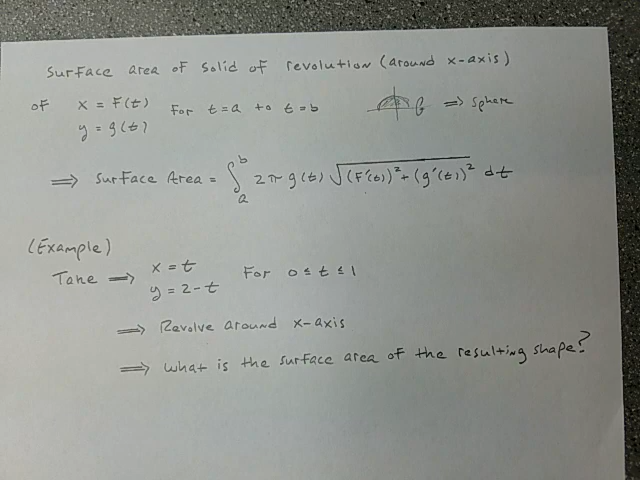 Surface area of solid of revolution (around x-axis)
of x = F(t) for t=a to t=b ⟹ sphere
y = g(t)
⟹ Surface Area = ∫_a^b 2π g(t) √((F'(t))² + (g'(t))²) dt
(Example)
Take ⟹ x = t For 0 ≤ t ≤ 1
y = 2-t
⟹ Revolve around x-axis
⟹ What is the surface area of the resulting shape?